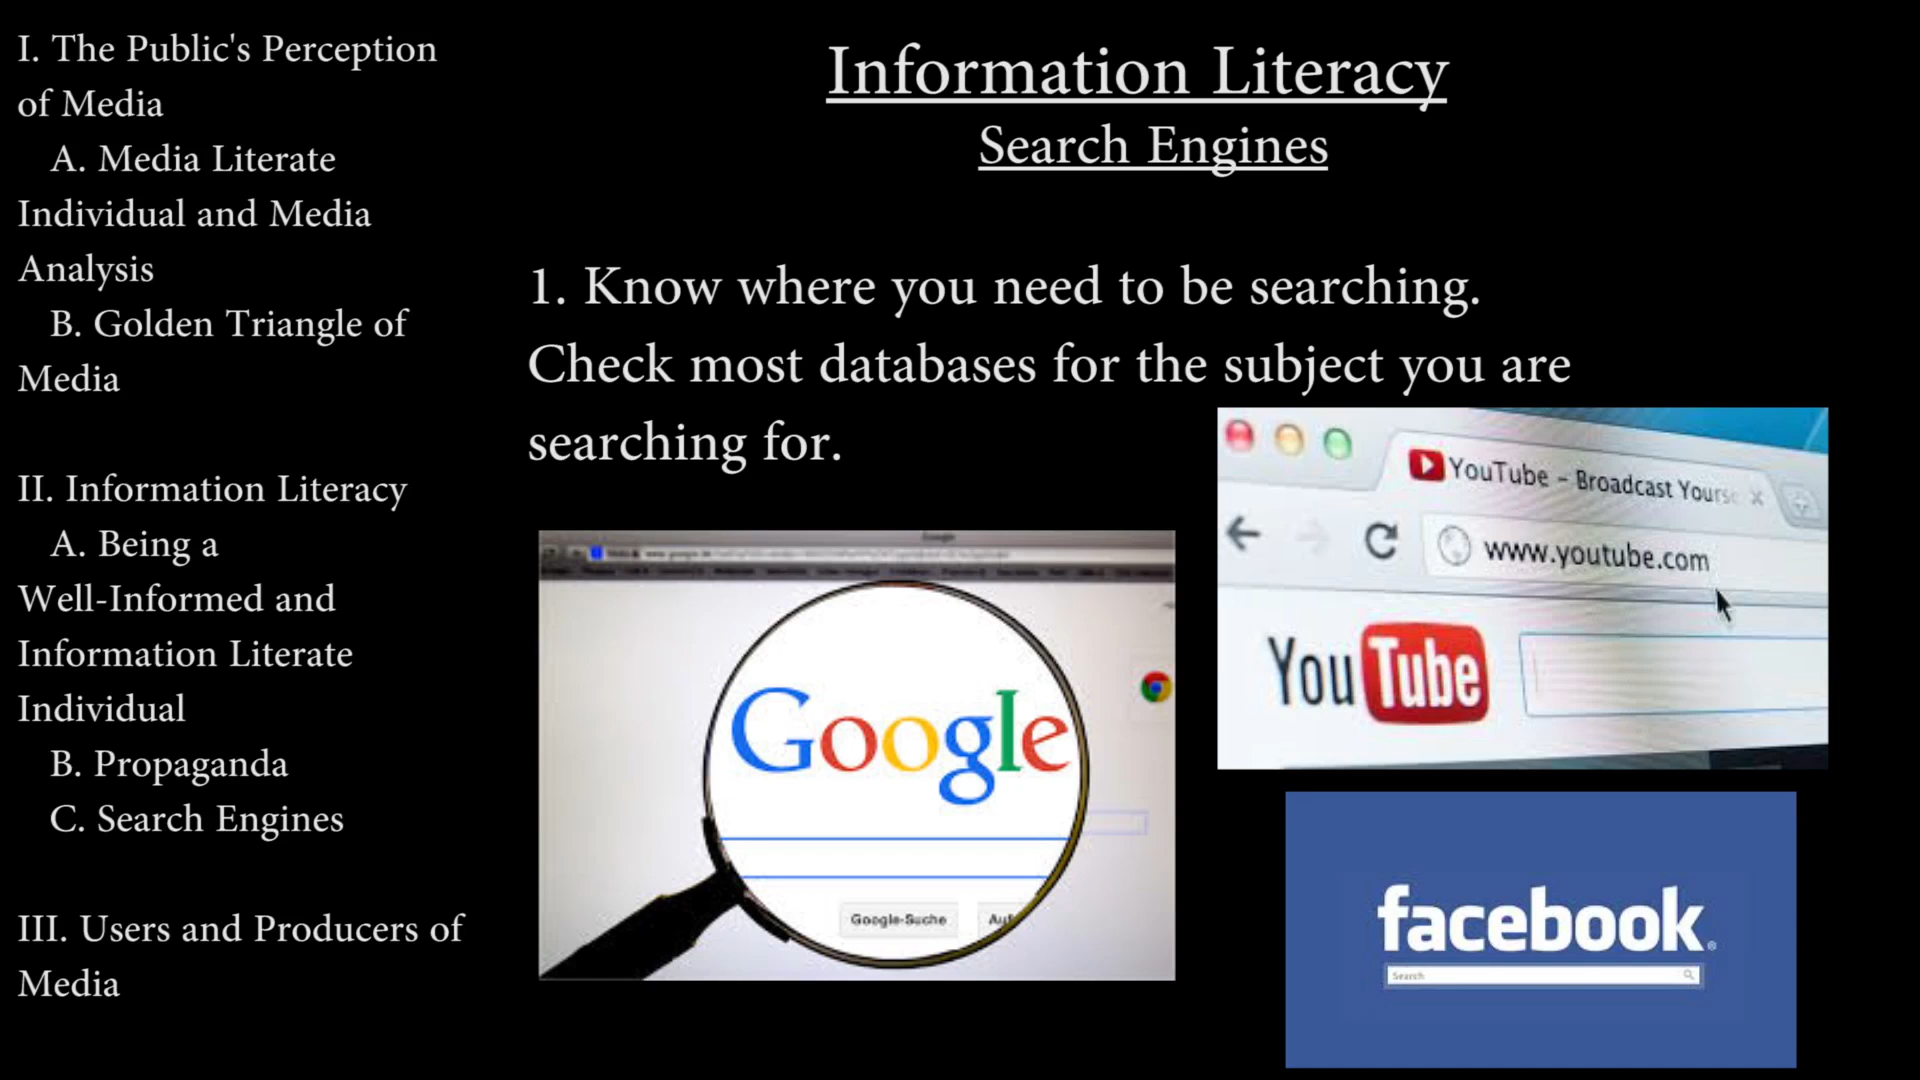 I. The Public's Perception
of Media
A. Media Literate
Individual and Media
Analysis
B. Golden Triangle of
Media
II. Information Literacy
A. Being a
Well-Informed and
Information Literate
Individual
B. Propaganda
C. Search Engines
III. Users and Producers of
Media
Information Literacy
Search Engines
1. Know where you need to be searching.
Check most databases for the subject you are
searching for.
Google
Google
Google-Suche
YouTube - Broadcast Yours
www.youtube.com
YouTube
facebook
Search